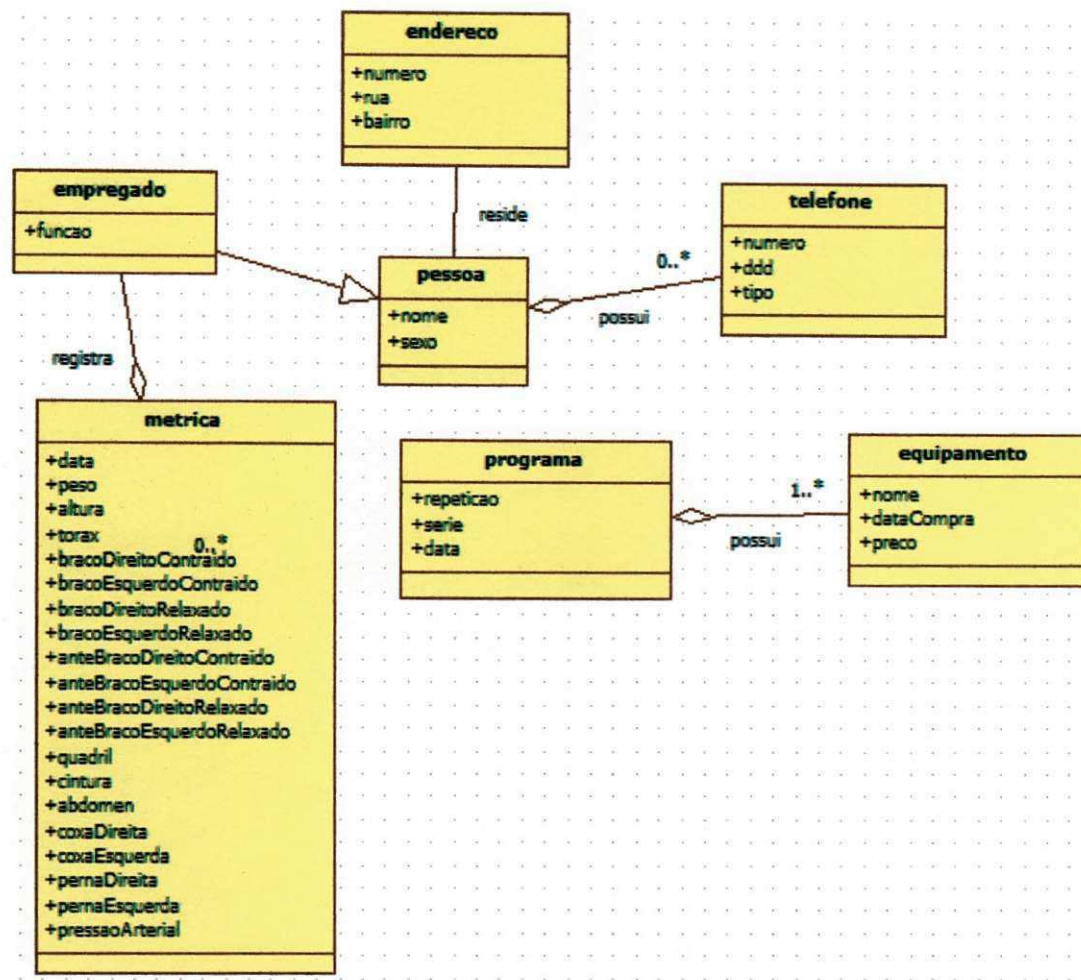 endereco
+numero
+rua
+bairro
empregado
+funcao
reside
telefone
+numero
+ddd
+tipo
0..*
possui
pessoa
+nome
+sexo
registra
metrica
+data
+peso
+altura
+torax
0..*
+bracoDireitoContraido
+bracoEsquerdoContraido
+bracoDireitoRelaxado
+bracoEsquerdoRelaxado
+anteBracoDireitoContraido
+anteBracoEsquerdoContraido
+anteBracoDireitoRelaxado
+anteBracoEsquerdoRelaxado
+quadril
+cintura
+abdomen
+coxaDireita
+coxaEsquerda
+pernaDireita
+pernaEsquerda
+pressaoArterial
programa
+repeticao
+serie
+data
1..*
possui
equipamento
+nome
+dataCompra
+preco